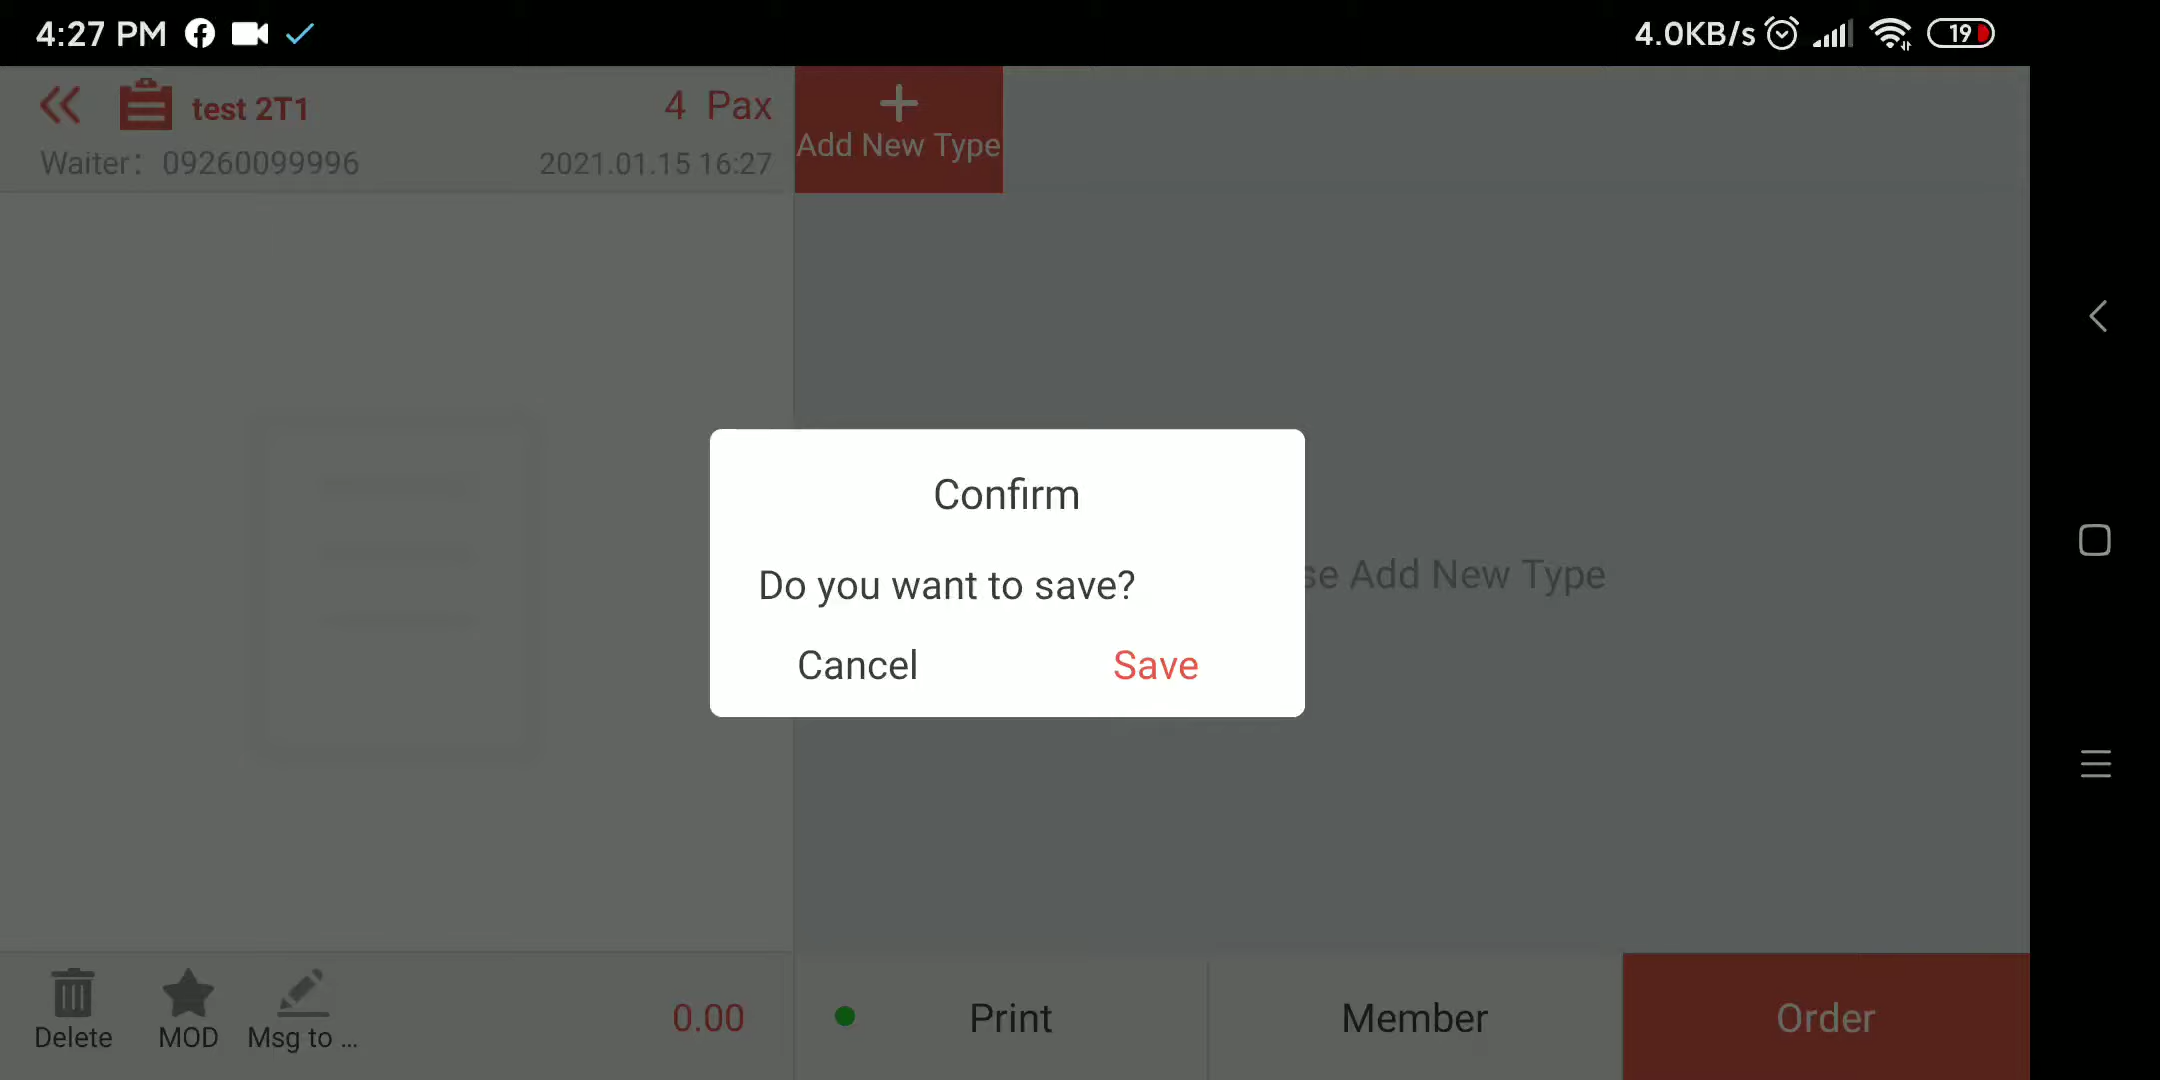 4:27 PM
4.0KB/s
19
test 2T1
4 Pax
Waiter: 09260099996
2021.01.15 16:27
Add New Type
Confirm
Do you want to save?
Cancel
Save
se Add New Type
Delete
MOD
Msg to ...
0.00
Print
Member
Order